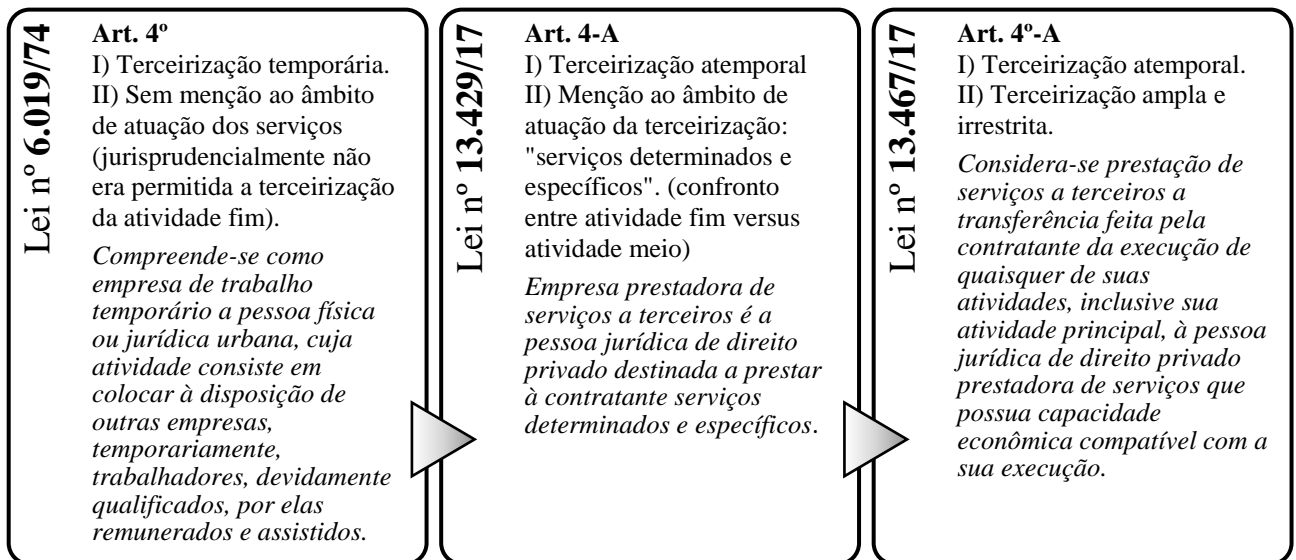 Lei nº 6.019/74
Art. 4º
I) Terceirização temporária.
II) Sem menção ao âmbito
de atuação dos serviços
(jurisprudencialmente não
era permitida a terceirização
da atividade fim).
Compreende-se como
empresa de trabalho
temporário a pessoa física
ou jurídica urbana, cuja
atividade consiste em
colocar à disposição de
outras empresas,
temporariamente,
trabalhadores, devidamente
qualificados, por elas
remunerados e assistidos.
Lei nº 13.429/17
Art. 4-A
I) Terceirização atemporal
II) Menção ao âmbito de
atuação da terceirização:
"serviços determinados e
específicos". (confronto
entre atividade fim versus
atividade meio)
Empresa prestadora de
serviços a terceiros é a
pessoa jurídica de direito
privado destinada a prestar
à contratante serviços
determinados e específicos.
Lei nº 13.467/17
Art. 4º-A
I) Terceirização atemporal.
II) Terceirização ampla e
irrestrita.
Considera-se prestação de
serviços a terceiros a
transferência feita pela
contratante da execução de
quaisquer de suas
atividades, inclusive sua
atividade principal, à pessoa
jurídica de direito privado
prestadora de serviços que
possua capacidade
econômica compatível com a
sua execução.